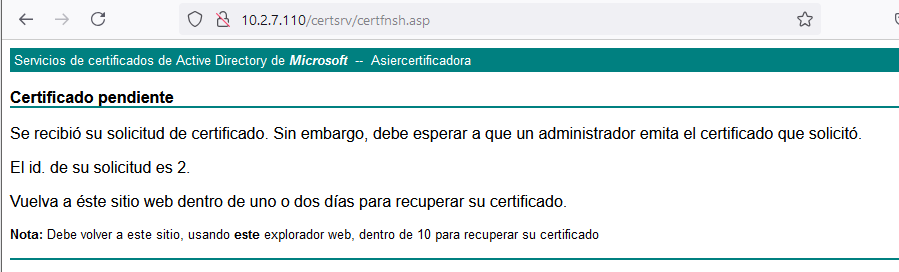 10.2.7.110/certsrv/certfnsh.asp
Servicios de certificados de Active Directory de Microsoft -- Asiercertificadora
Certificado pendiente
Se recibió su solicitud de certificado. Sin embargo, debe esperar a que un administrador emita el certificado que solicitó.
El id. de su solicitud es 2.
Vuelva a éste sitio web dentro de uno o dos días para recuperar su certificado.
Nota: Debe volver a este sitio, usando este explorador web, dentro de 10 para recuperar su certificado